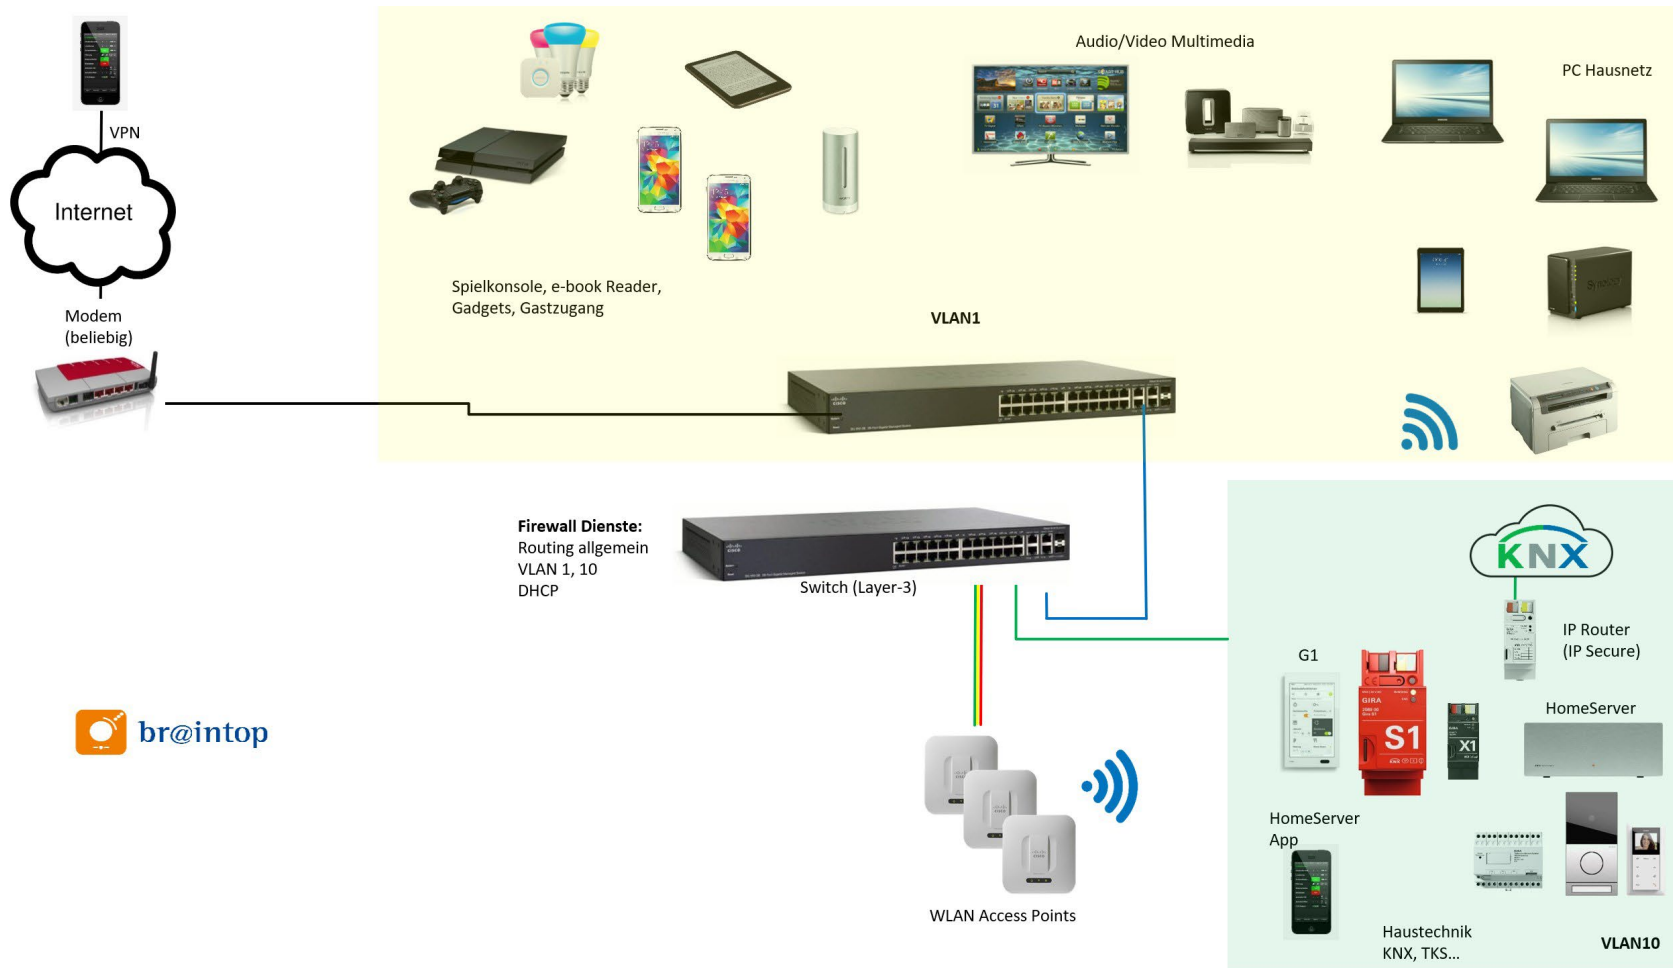 VPN
Internet
Modem
(beliebig)
Spielkonsole, e-book Reader,
Gadgets, Gastzugang
Audio/Video Multimedia
PC Hausnetz
VLAN1
Firewall Dienste:
Routing allgemein
VLAN 1, 10
DHCP
Switch (Layer-3)
WLAN Access Points
br@intop
KNX
IP Router
(IP Secure)
G1
GIRA
S1
X1
HomeServer
HomeServer
App
Haustechnik
KNX, TKS...
VLAN10